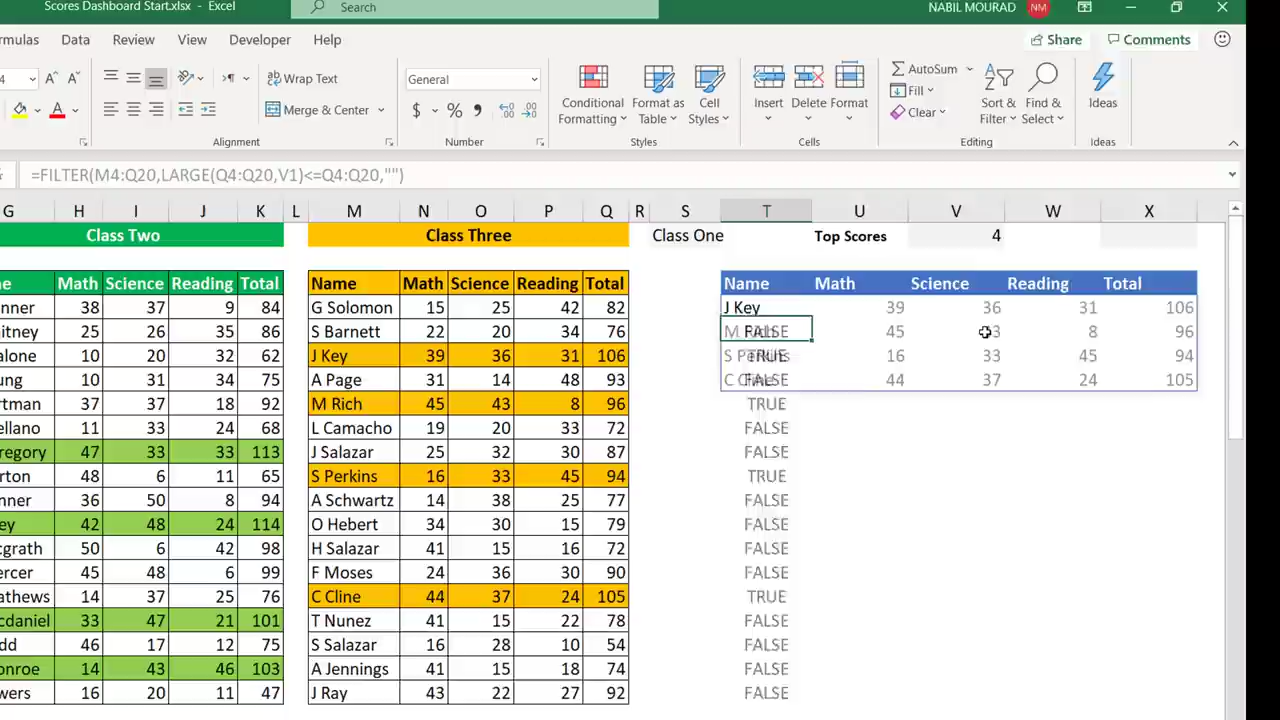 Scores Dashboard Start.xlsx - Excel
Search
NABIL MOURAD NM
rmulas Data Review View Developer Help
Share Comments
Wrap Text
General
Merge & Center
$ % ,
Conditional Formatting
Format as Table
Cell Styles
Insert Delete Format
AutoSum
Fill
Clear
Sort & Filter
Find & Select
Ideas
Alignment Number Styles Cells Editing Ideas
=FILTER(M4:Q20,LARGE(Q4:Q20,V1)<=Q4:Q20,"")
G H I J K L M N O P Q R S T U V W X
Class Two Class Three Class One Top Scores 4
me Math Science Reading Total Name Math Science Reading Total Name Math Science Reading Total
nner 38 37 9 84 G Solomon 15 25 42 82 J Key 39 36 31 106
itney 25 26 35 86 S Barnett 22 20 34 76 M Rich FALSE 45 43 8 96
alone 10 20 32 62 J Key 39 36 31 106 S Perkins TRUE 16 33 45 94
ung 10 31 34 75 A Page 31 14 48 93 C Cline FALSE 44 37 24 105
rtman 37 37 18 92 M Rich 45 43 8 96 TRUE
ellano 11 33 24 68 L Camacho 19 20 33 72 FALSE
regory 47 33 33 113 J Salazar 25 32 30 87 FALSE
rton 48 6 11 65 S Perkins 16 33 45 94 TRUE
nner 36 50 8 94 A Schwartz 14 38 25 77 FALSE
ey 42 48 24 114 O Hebert 34 30 15 79 FALSE
cgrath 50 6 42 98 H Salazar 41 15 16 72 FALSE
ercer 45 48 6 99 F Moses 24 36 30 90 FALSE
athews 14 37 25 76 C Cline 44 37 24 105 TRUE
cdaniel 33 47 21 101 T Nunez 41 15 22 78 FALSE
dd 46 17 12 75 S Salazar 16 28 10 54 FALSE
onroe 14 43 46 103 A Jennings 41 15 18 74 FALSE
wers 16 20 11 47 J Ray 43 22 27 92 FALSE